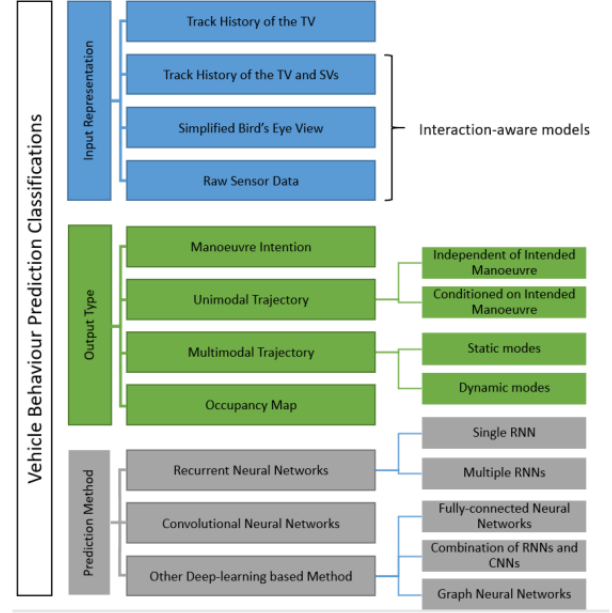 Vehicle Behaviour Prediction Classifications
Input Representation
Track History of the TV
Track History of the TV and SVs
Simplified Bird's Eye View
Raw Sensor Data
Interaction-aware models
Output Type
Manoeuvre Intention
Unimodal Trajectory
Independent of Intended
Manoeuvre
Conditioned on Intended
Manoeuvre
Multimodal Trajectory
Static modes
Dynamic modes
Occupancy Map
Prediction Method
Recurrent Neural Networks
Single RNN
Multiple RNNs
Convolutional Neural Networks
Other Deep-learning based Method
Fully-connected Neural
Networks
Combination of RNNs and
CNNs
Graph Neural Networks